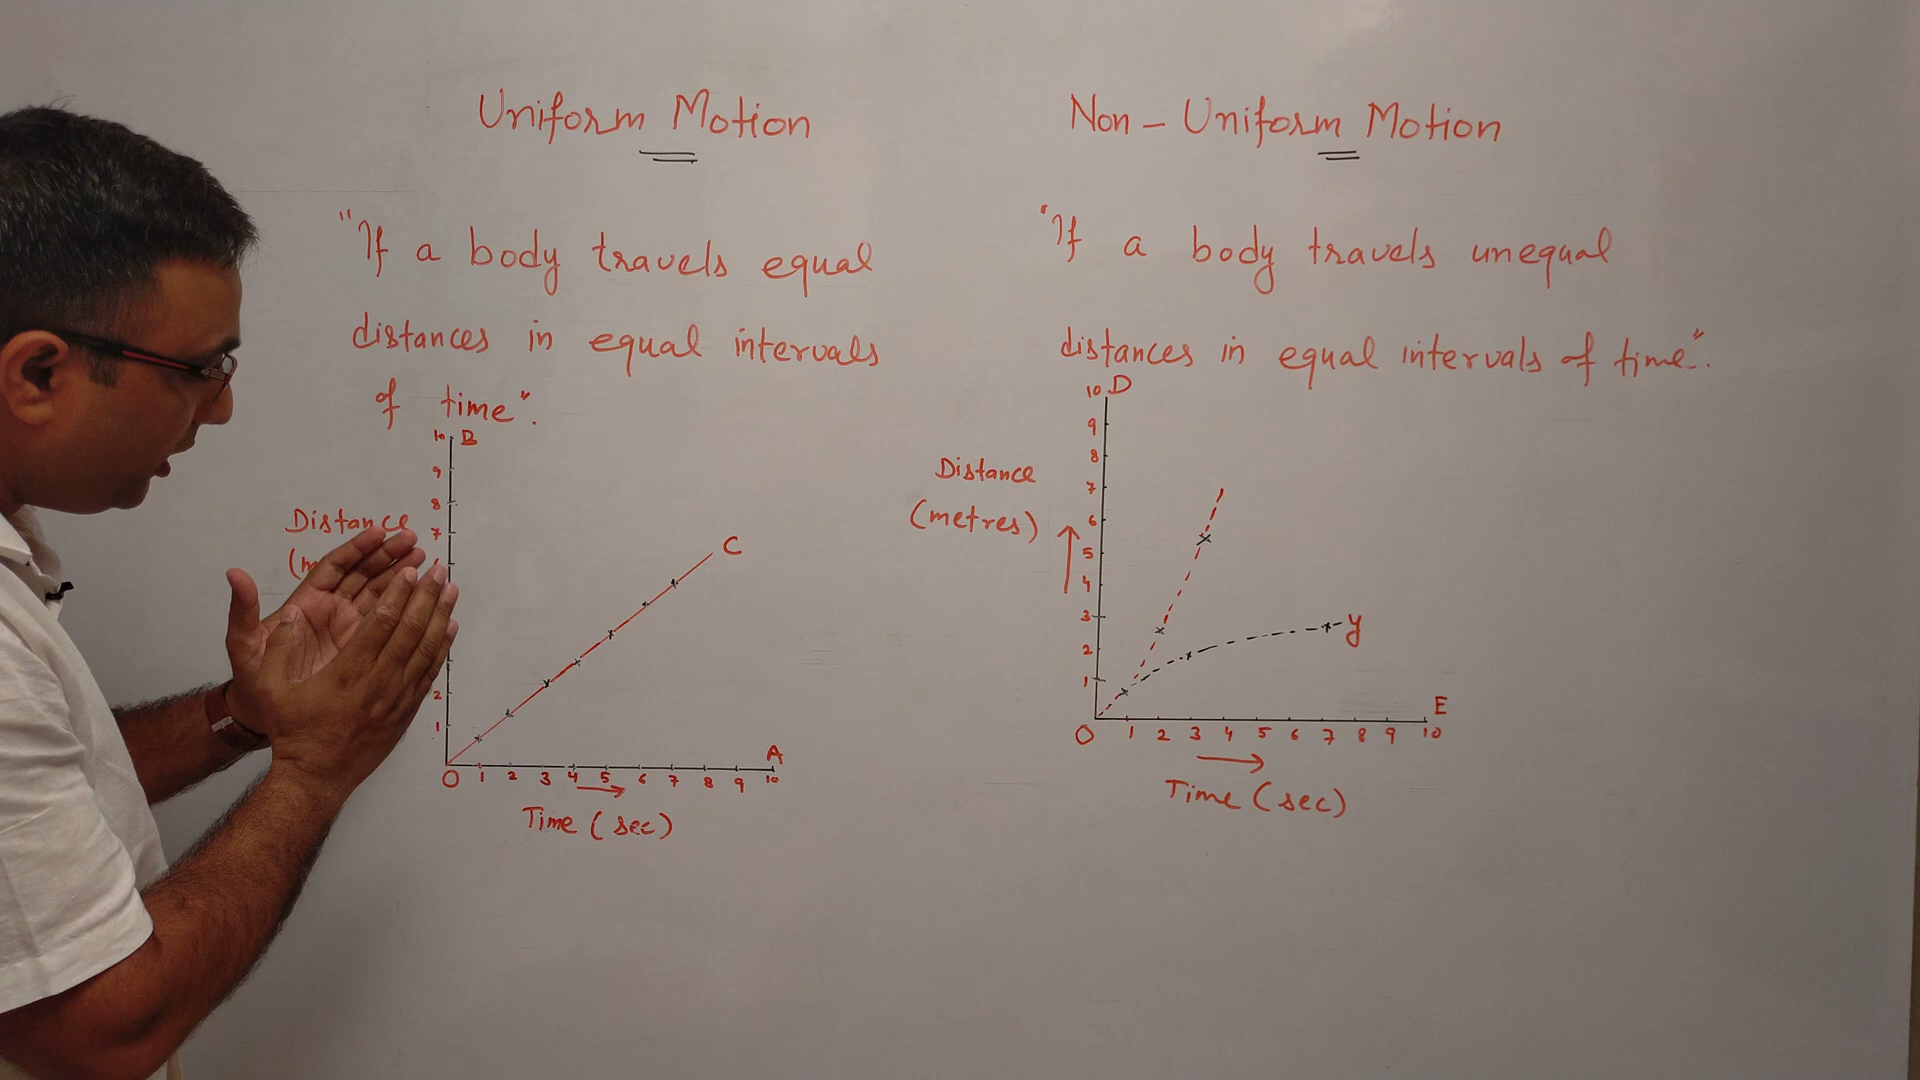 Uniform Motion
"If a body travels equal
distances in equal intervals
of time".
10 B
9
8
Distance
7
2
1
C
A
O 1 2 3 4 5 6 7 8 9 10
Time (sec)
Non - Uniform Motion
"If a body travels unequal
distances in equal intervals of time".
10 D
9
8
7
6
5
4
3
2
1
Distance
(metres)
y
E
O 1 2 3 4 5 6 7 8 9 10
Time (sec)